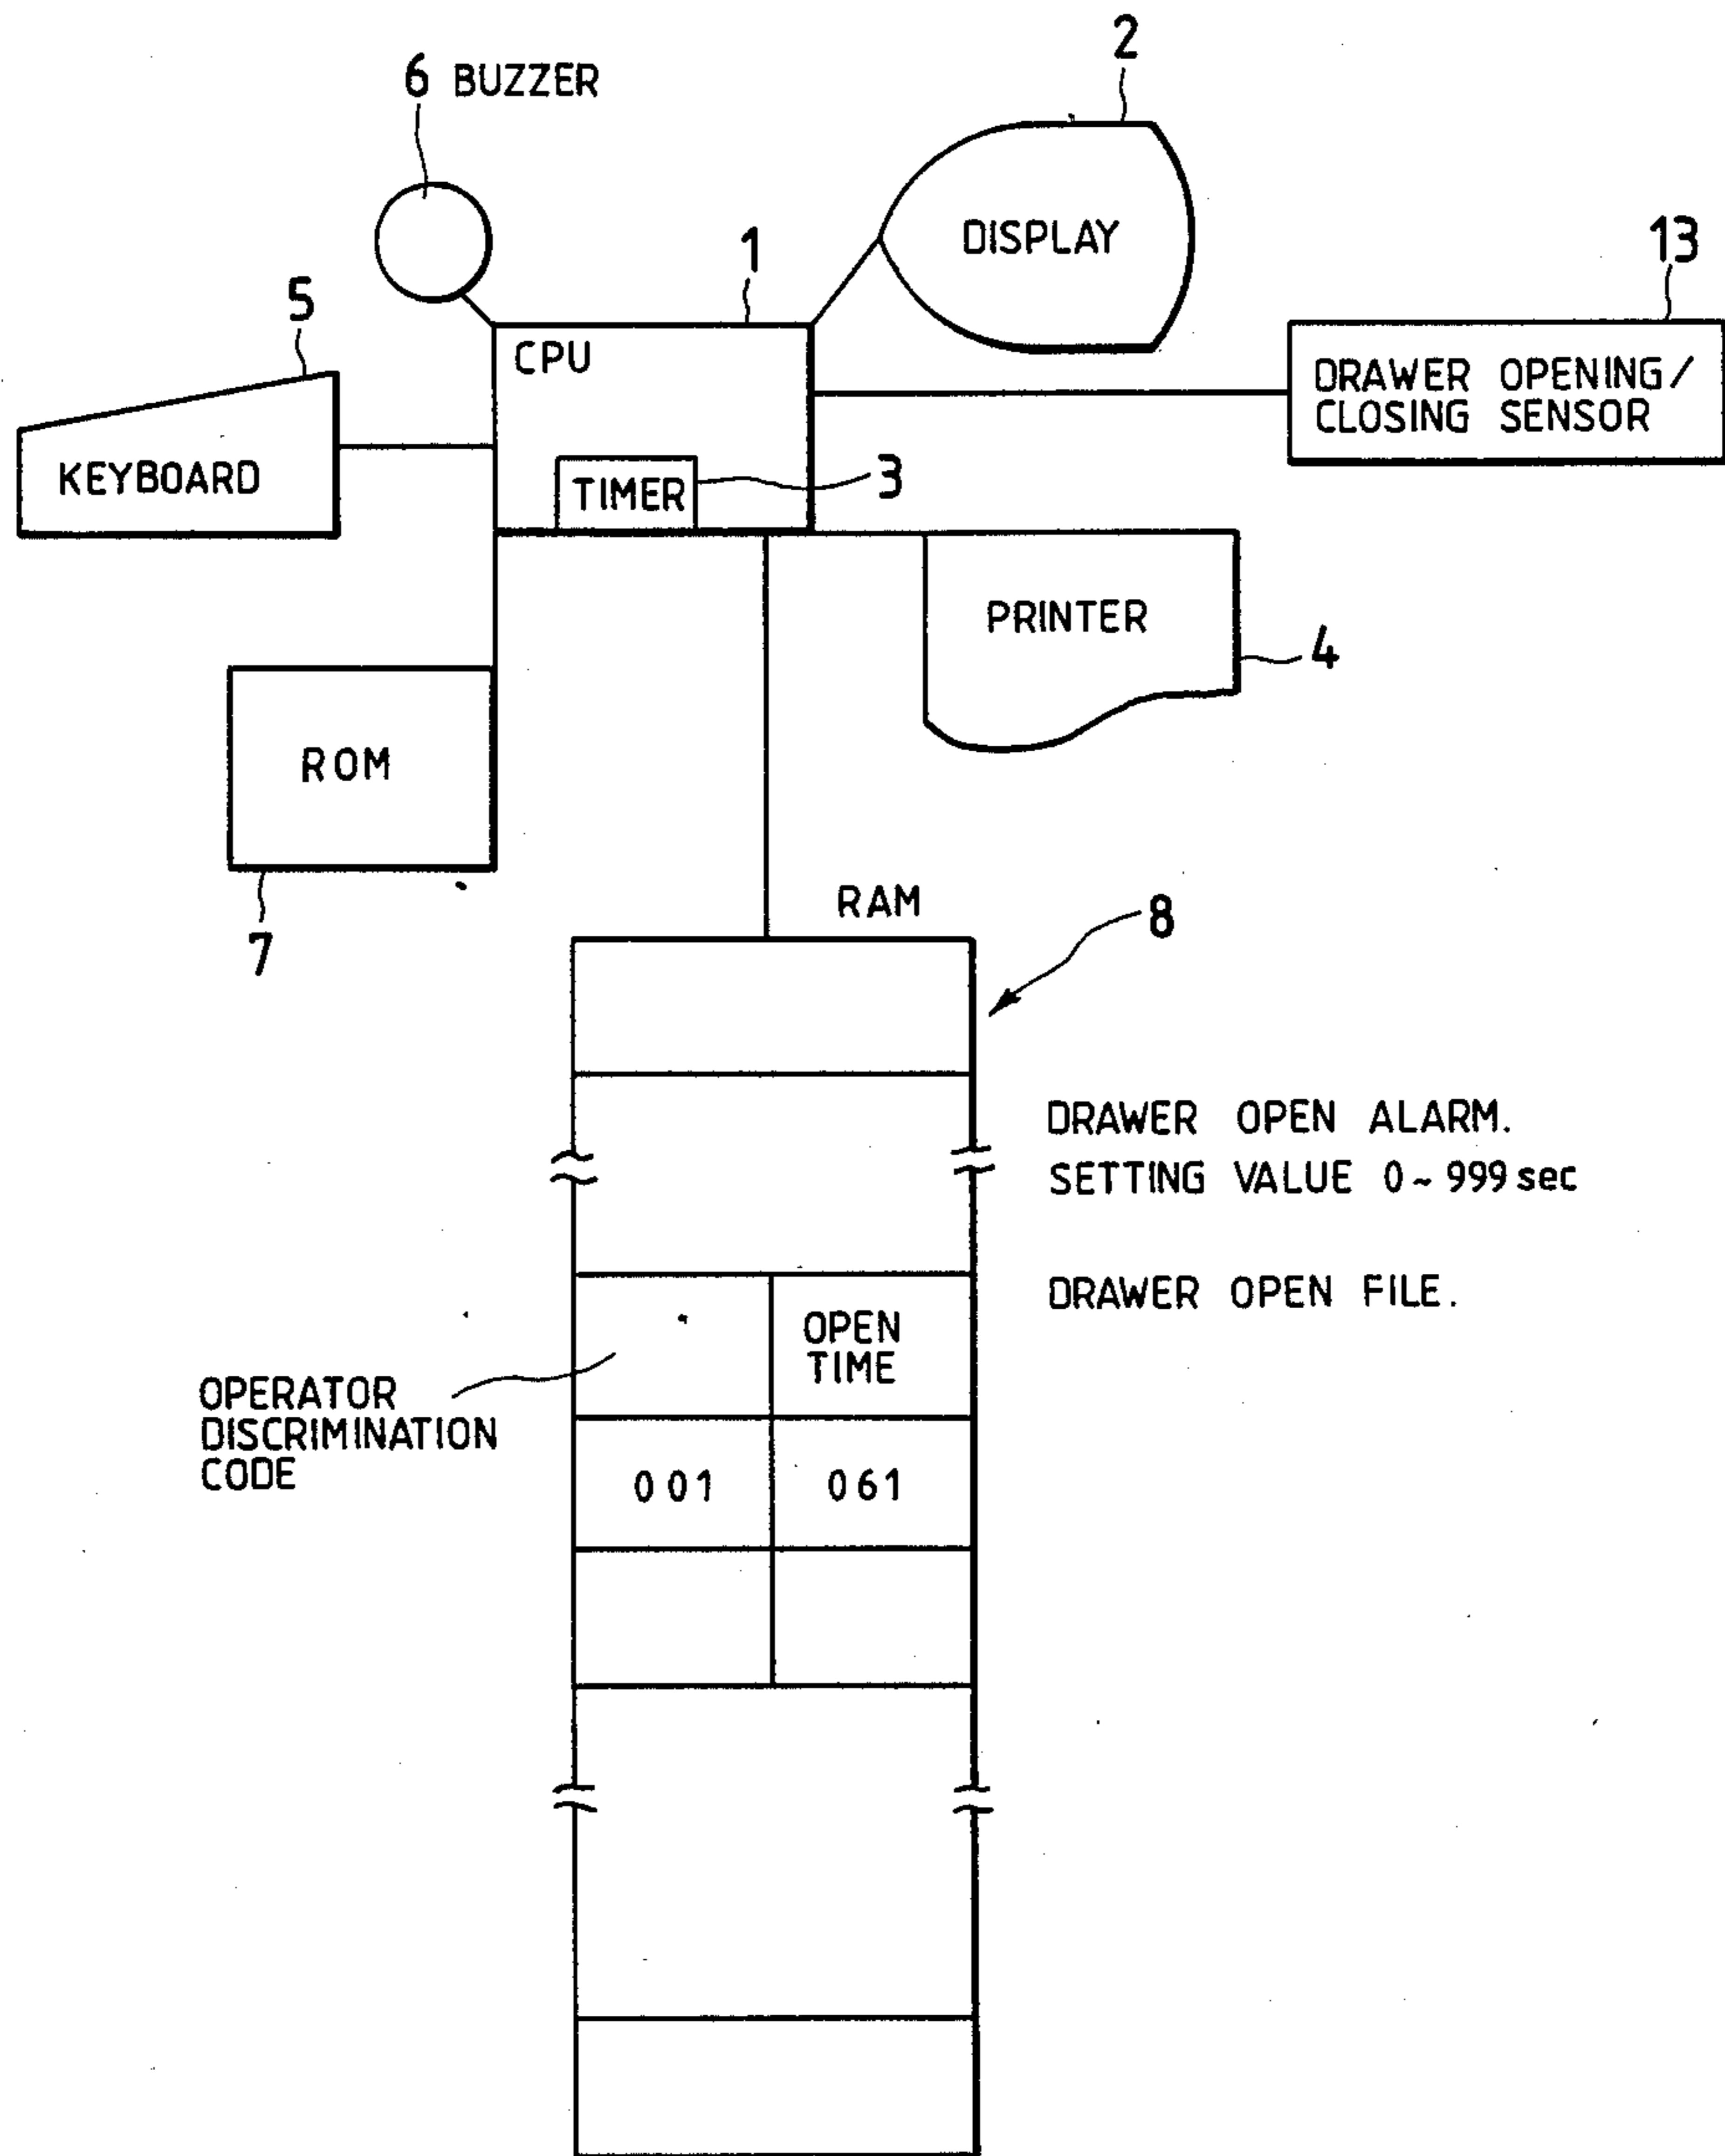 2
6 BUZZER
DISPLAY
13
1
5
CPU
DRAWER OPENING/
CLOSING SENSOR
KEYBOARD
TIMER
3
PRINTER
4
ROM
7
RAM
8
DRAWER OPEN ALARM.
SETTING VALUE 0~999 sec
DRAWER OPEN FILE.
OPEN
TIME
OPERATOR
DISCRIMINATION
CODE
001
061